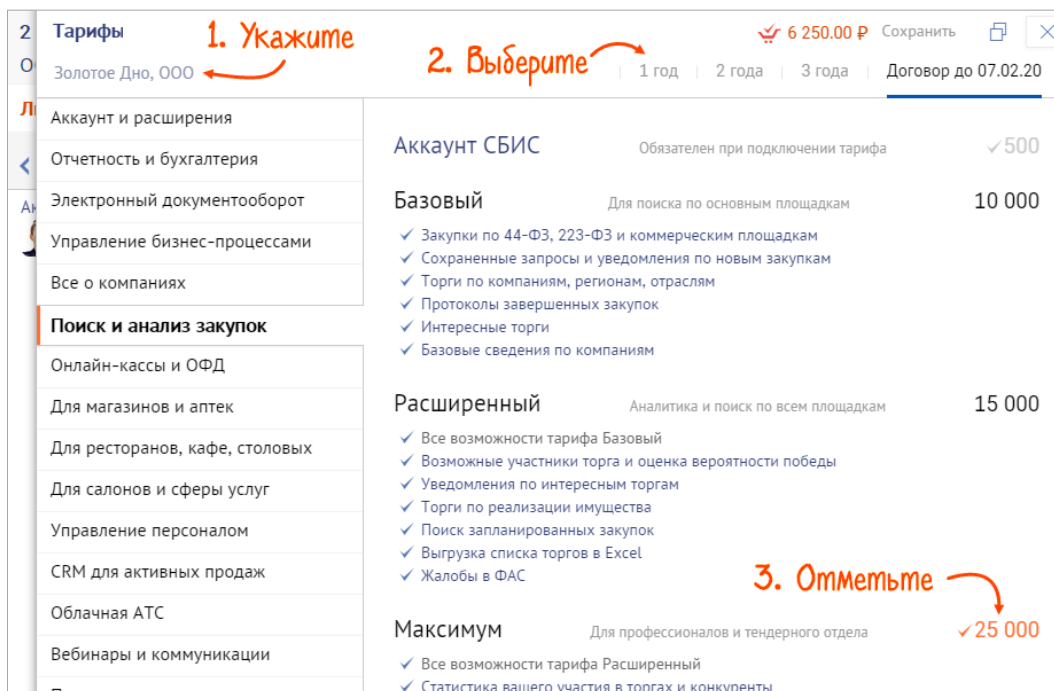 2
Тарифы
1. Укажите
6 250.00 ₽ Сохранить
Золотое Дно, ООО
2. Выберите
1 год 2 года 3 года Договор до 07.02.20
Аккаунт и расширения
Отчетность и бухгалтерия
Электронный документооборот
Управление бизнес-процессами
Все о компаниях
Поиск и анализ закупок
Онлайн-кассы и ОФД
Для магазинов и аптек
Для ресторанов, кафе, столовых
Для салонов и сферы услуг
Управление персоналом
CRM для активных продаж
Облачная АТС
Вебинары и коммуникации
Аккаунт СБИС Обязателен при подключении тарифа ✓500
Базовый Для поиска по основным площадкам 10 000
✓ Закупки по 44-ФЗ, 223-ФЗ и коммерческим площадкам
✓ Сохраненные запросы и уведомления по новым закупкам
✓ Торги по компаниям, регионам, отраслям
✓ Протоколы завершенных закупок
✓ Интересные торги
✓ Базовые сведения по компаниям
Расширенный Аналитика и поиск по всем площадкам 15 000
✓ Все возможности тарифа Базовый
✓ Возможные участники торга и оценка вероятности победы
✓ Уведомления по интересным торгам
✓ Торги по реализации имущества
✓ Поиск запланированных закупок
✓ Выгрузка списка торгов в Excel
✓ Жалобы в ФАС
3. Отметьте
Максимум Для профессионалов и тендерного отдела ✓25 000
✓ Все возможности тарифа Расширенный
✓ Статистика вашего участия в торгах и конкуренты